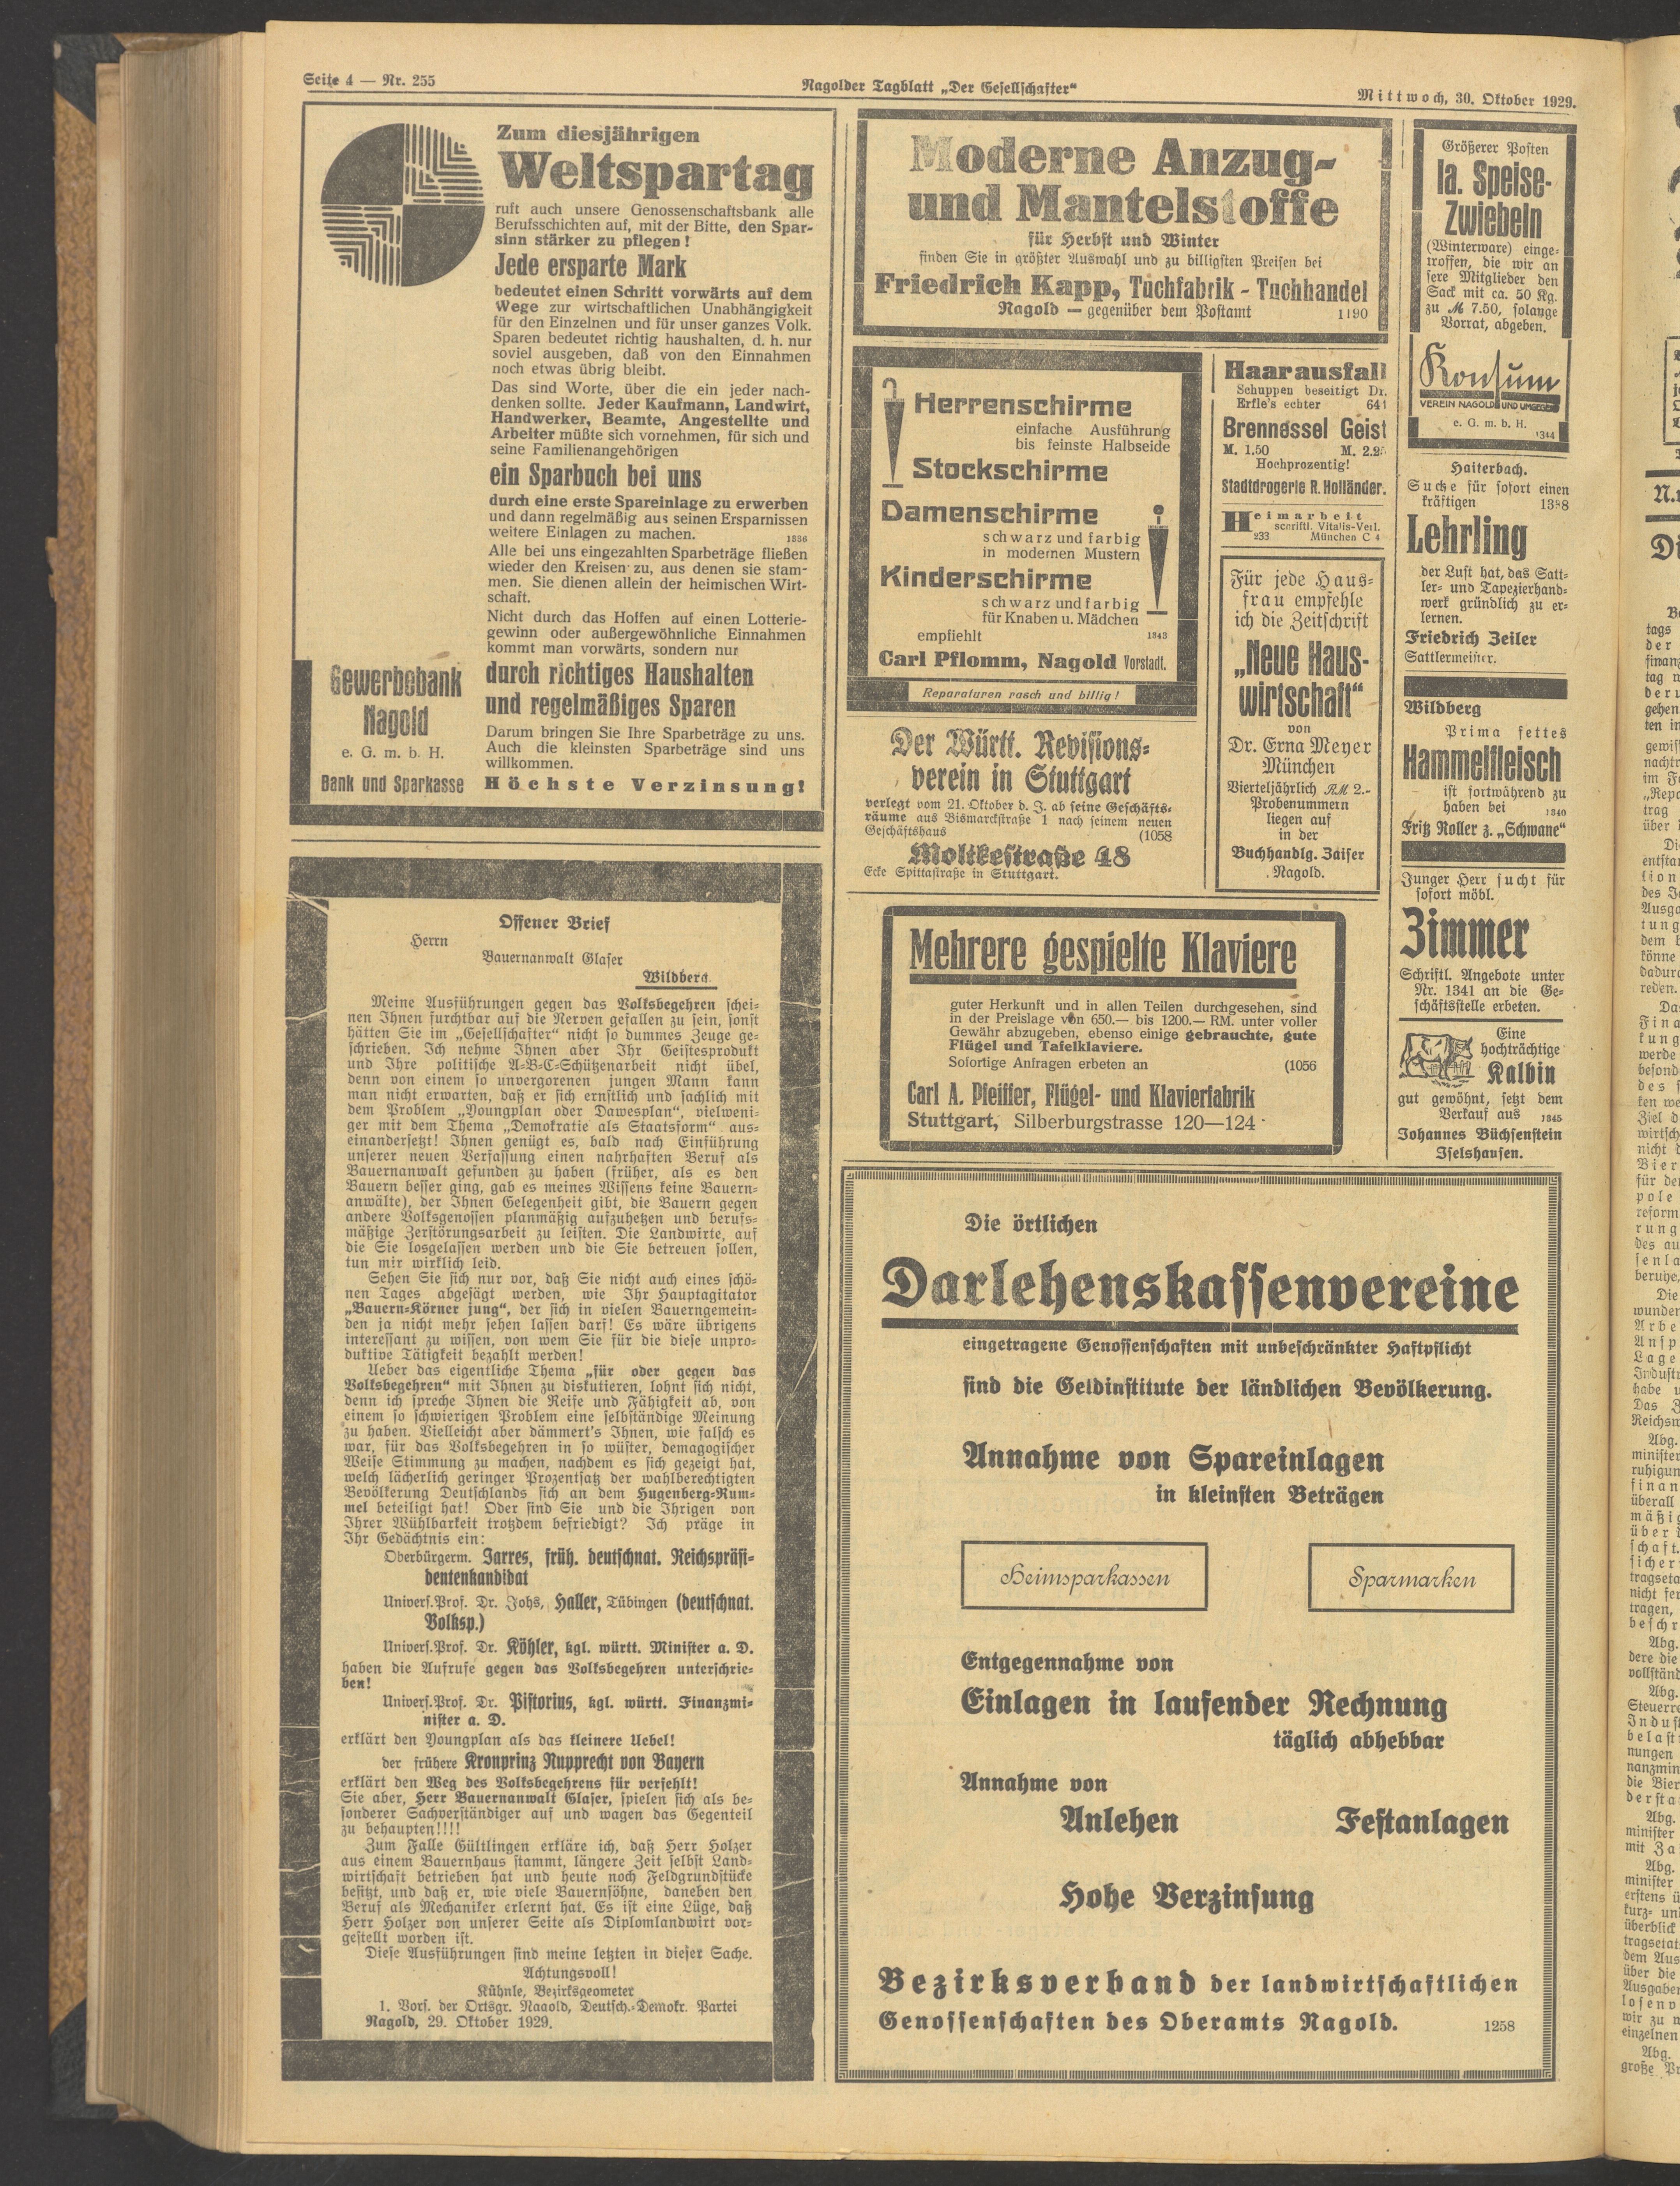 Seite 4 — Nr. 255
Nagolder Tagblatt „Der Gesellschafter“
Mittwoch, 30. Oktober 1929.
Zum diesjährigen
Weltspartag
ruft auch unsere Genossenschaftsbank alle
Berufsschichten auf, mit der Bitte, den Spar-
sinn stärker zu pflegen!
Jede ersparte Mark
bedeutet einen Schritt vorwärts auf dem
Wege zur wirtschaftlichen Unabhängigkeit
für den Einzelnen und für unser ganzes Volk.
Sparen bedeutet richtig haushalten, d. h. nur
soviel ausgeben, daß von den Einnahmen
noch etwas übrig bleibt.
Das sind Worte, über die ein jeder nach-
denken sollte. Jeder Kaufmann, Landwirt,
Handwerker, Beamte, Angestellte und
Arbeiter müßte sich vornehmen, für sich und
seine Familienangehörigen
ein Sparbuch bei uns
durch eine erste Spareinlage zu erwerben
und dann regelmäßig aus seinen Ersparnissen
weitere Einlagen zu machen. 1336
Alle bei uns eingezahlten Sparbeträge fließen
wieder den Kreisen zu, aus denen sie stam-
men. Sie dienen allein der heimischen Wirt-
schaft.
Nicht durch das Hoffen auf einen Lotterie-
gewinn oder außergewöhnliche Einnahmen
kommt man vorwärts, sondern nur
durch richtiges Haushalten
und regelmäßiges Sparen
Darum bringen Sie Ihre Sparbeträge zu uns.
Auch die kleinsten Sparbeträge sind uns
willkommen.
Höchste Verzinsung!
Gewerbebank
Nagold
e. G. m. b. H.
Bank und Sparkasse
Offener Brief
Herrn
Bauernanwalt Glaser
Wildberg.
Meine Ausführungen gegen das Volksbegehren schei-
nen Ihnen furchtbar auf die Nerven gefallen zu sein, sonst
hätten Sie im „Gesellschafter“ nicht so dummes Zeuge ge-
schrieben. Ich nehme Ihnen aber Ihr Geistesprodukt
und Ihre politische A-B-C-Schützenarbeit nicht übel,
denn von einem so unvergorenen jungen Mann kann
man nicht erwarten, daß er sich ernstlich und sachlich mit
dem Problem „Youngplan oder Dawesplan“, vielweni-
ger mit dem Thema „Demokratie als Staatsform“ aus-
einandersetzt! Ihnen genügt es, bald nach Einführung
unserer neuen Verfassung einen nahrhaften Beruf als
Bauernanwalt gefunden zu haben (früher, als es den
Bauern besser ging, gab es meines Wissens keine Bauern-
anwälte), der Ihnen Gelegenheit gibt, die Bauern gegen
andere Volksgenossen planmäßig aufzuhetzen und berufs-
mäßige Zerstörungsarbeit zu leisten. Die Landwirte, auf
die Sie losgelassen werden und die Sie betreuen sollen,
tun mir wirklich leid.
Sehen Sie sich nur vor, daß Sie nicht auch eines schö-
nen Tages abgesägt werden, wie Ihr Hauptagitator
„Bauern-Körner jung“, der sich in vielen Bauerngemein-
den ja nicht mehr sehen lassen darf! Es wäre übrigens
interessant zu wissen, von wem Sie für die diese unpro-
duktive Tätigkeit bezahlt werden!
Ueber das eigentliche Thema „für oder gegen das
Volksbegehren“ mit Ihnen zu diskutieren, lohnt sich nicht,
denn ich spreche Ihnen die Reife und Fähigkeit ab, von
einem so schwierigen Problem eine selbständige Meinung
zu haben. Vielleicht aber dämmert's Ihnen, wie falsch es
war, für das Volksbegehren in so wüster, demagogischer
Weise Stimmung zu machen, nachdem es sich gezeigt hat,
welch lächerlich geringer Prozentsatz der wahlberechtigten
Bevölkerung Deutschlands sich an dem Hugenberg-Rum-
mel beteiligt hat! Oder sind Sie und die Ihrigen von
Ihrer Wühlbarkeit trotzdem befriedigt? Ich präge in
Ihr Gedächtnis ein:
Oberbürgerm. Jarres, früh. deutschnat. Reichspräsi-
dentenkandidat
Univers.Prof. Dr. Johs. Haller, Tübingen (deutschnat.
Volksp.)
Univers.Prof. Dr. Köhler, kgl. württ. Minister a. D.
haben die Aufrufe gegen das Volksbegehren unterschrie-
ben!
Univers.Prof. Dr. Pistorius, kgl. württ. Finanzmi-
nister a. D.
erklärt den Youngplan als das kleinere Uebel!
der frühere Kronprinz Rupprecht von Bayern
erklärt den Weg des Volksbegehrens für verfehlt!
Sie aber, Herr Bauernanwalt Glaser, spielen sich als be-
sonderer Sachverständiger auf und wagen das Gegenteil
zu behaupten!!!!
Zum Falle Gültlingen erkläre ich, daß Herr Holzer
aus einem Bauernhaus stammt, längere Zeit selbst Land-
wirtschaft betrieben hat und heute noch Feldgrundstücke
besitzt, und daß er, wie viele Bauernsöhne, daneben den
Beruf als Mechaniker erlernt hat. Es ist eine Lüge, daß
Herr Holzer von unserer Seite als Diplomlandwirt vor-
gestellt worden ist.
Diese Ausführungen sind meine letzten in dieser Sache.
Achtungsvoll!
Kühnle, Bezirksgeometer
1. Vors. der Ortsgr. Nagold, Deutsch.-Demokr. Partei
Nagold, 29. Oktober 1929.
Moderne Anzug-
und Mantelstoffe
für Herbst und Winter
finden Sie in größter Auswahl und zu billigsten Preisen bei
Friedrich Kapp, Tuchfabrik - Tuchhandel
Nagold — gegenüber dem Postamt 1190
Herrenschirme
einfache Ausführung
bis feinste Halbseide
Stockschirme
Damenschirme
schwarz und farbig
in modernen Mustern
Kinderschirme
schwarz und farbig
für Knaben u. Mädchen
empfiehlt 1343
Carl Pflomm, Nagold Vorstadt.
Reparaturen rasch und billig!
Der Württ. Revisions-
verein in Stuttgart
verlegt vom 21. Oktober d. J. ab seine Geschäfts-
räume aus Bismarckstraße 1 nach seinem neuen
Geschäftshaus (1058
Moltkestraße 48
Ecke Spittastraße in Stuttgart.
Haarausfall
Schuppen beseitigt Dr.
Erfle's echter 641
Brennessel Geist
M. 1.50 M. 2.25
Hochprozentig!
Stadtdrogerie R. Holländer.
Heimarbeit
schriftl. Vitalis-Verl.
233 München C 4
Für jede Haus-
frau empfehle
ich die Zeitschrift
„Neue Haus-
wirtschaft“
von
Dr. Erna Meyer
München
Vierteljährlich RM 2.-
Probenummern
liegen auf
in der
Buchhandlg. Zaiser
Nagold.
Mehrere gespielte Klaviere
guter Herkunft und in allen Teilen durchgesehen, sind
in der Preislage von 650.— bis 1200.— RM. unter voller
Gewähr abzugeben, ebenso einige gebrauchte, gute
Flügel und Tafelklaviere.
Sofortige Anfragen erbeten an (1056
Carl A. Pfeiffer, Flügel- und Klavierfabrik
Stuttgart, Silberburgstrasse 120—124
Größerer Posten
Ia. Speise-
Zwiebeln
(Winterware) einge-
troffen, die wir an
sere Mitglieder den
Sack mit ca. 50 Kg.
zu M 7.50, solange
Vorrat, abgeben.
Konsum
VEREIN NAGOLD UND UMGEBG
e. G. m. b. H.
1344
Haiterbach.
Suche für sofort einen
kräftigen 1338
Lehrling
der Lust hat, das Satt-
ler- und Tapezierhand-
werk gründlich zu er-
lernen.
Friedrich Zeiler
Sattlermeister.
Wildberg
Prima fettes
Hammelfleisch
ist fortwährend zu
haben bei 1340
Fritz Roller z. „Schwane“
Junger Herr sucht für
sofort möbl.
Zimmer
Schriftl. Angebote unter
Nr. 1341 an die Ge-
schäftsstelle erbeten.
Eine
hochträchtige
Kalbin
gut gewöhnt, setzt dem
Verkauf aus 1345
Johannes Büchsenstein
Iselshausen.
Die örtlichen
Darlehenskassenvereine
eingetragene Genossenschaften mit unbeschränkter Haftpflicht
sind die Geldinstitute der ländlichen Bevölkerung.
Annahme von Spareinlagen
in kleinsten Beträgen
Heimsparkassen
Sparmarken
Entgegennahme von
Einlagen in laufender Rechnung
täglich abhebbar
Annahme von
Anlehen Festanlagen
Hohe Verzinsung
Bezirksverband der landwirtschaftlichen
Genossenschaften des Oberamts Nagold. 1258